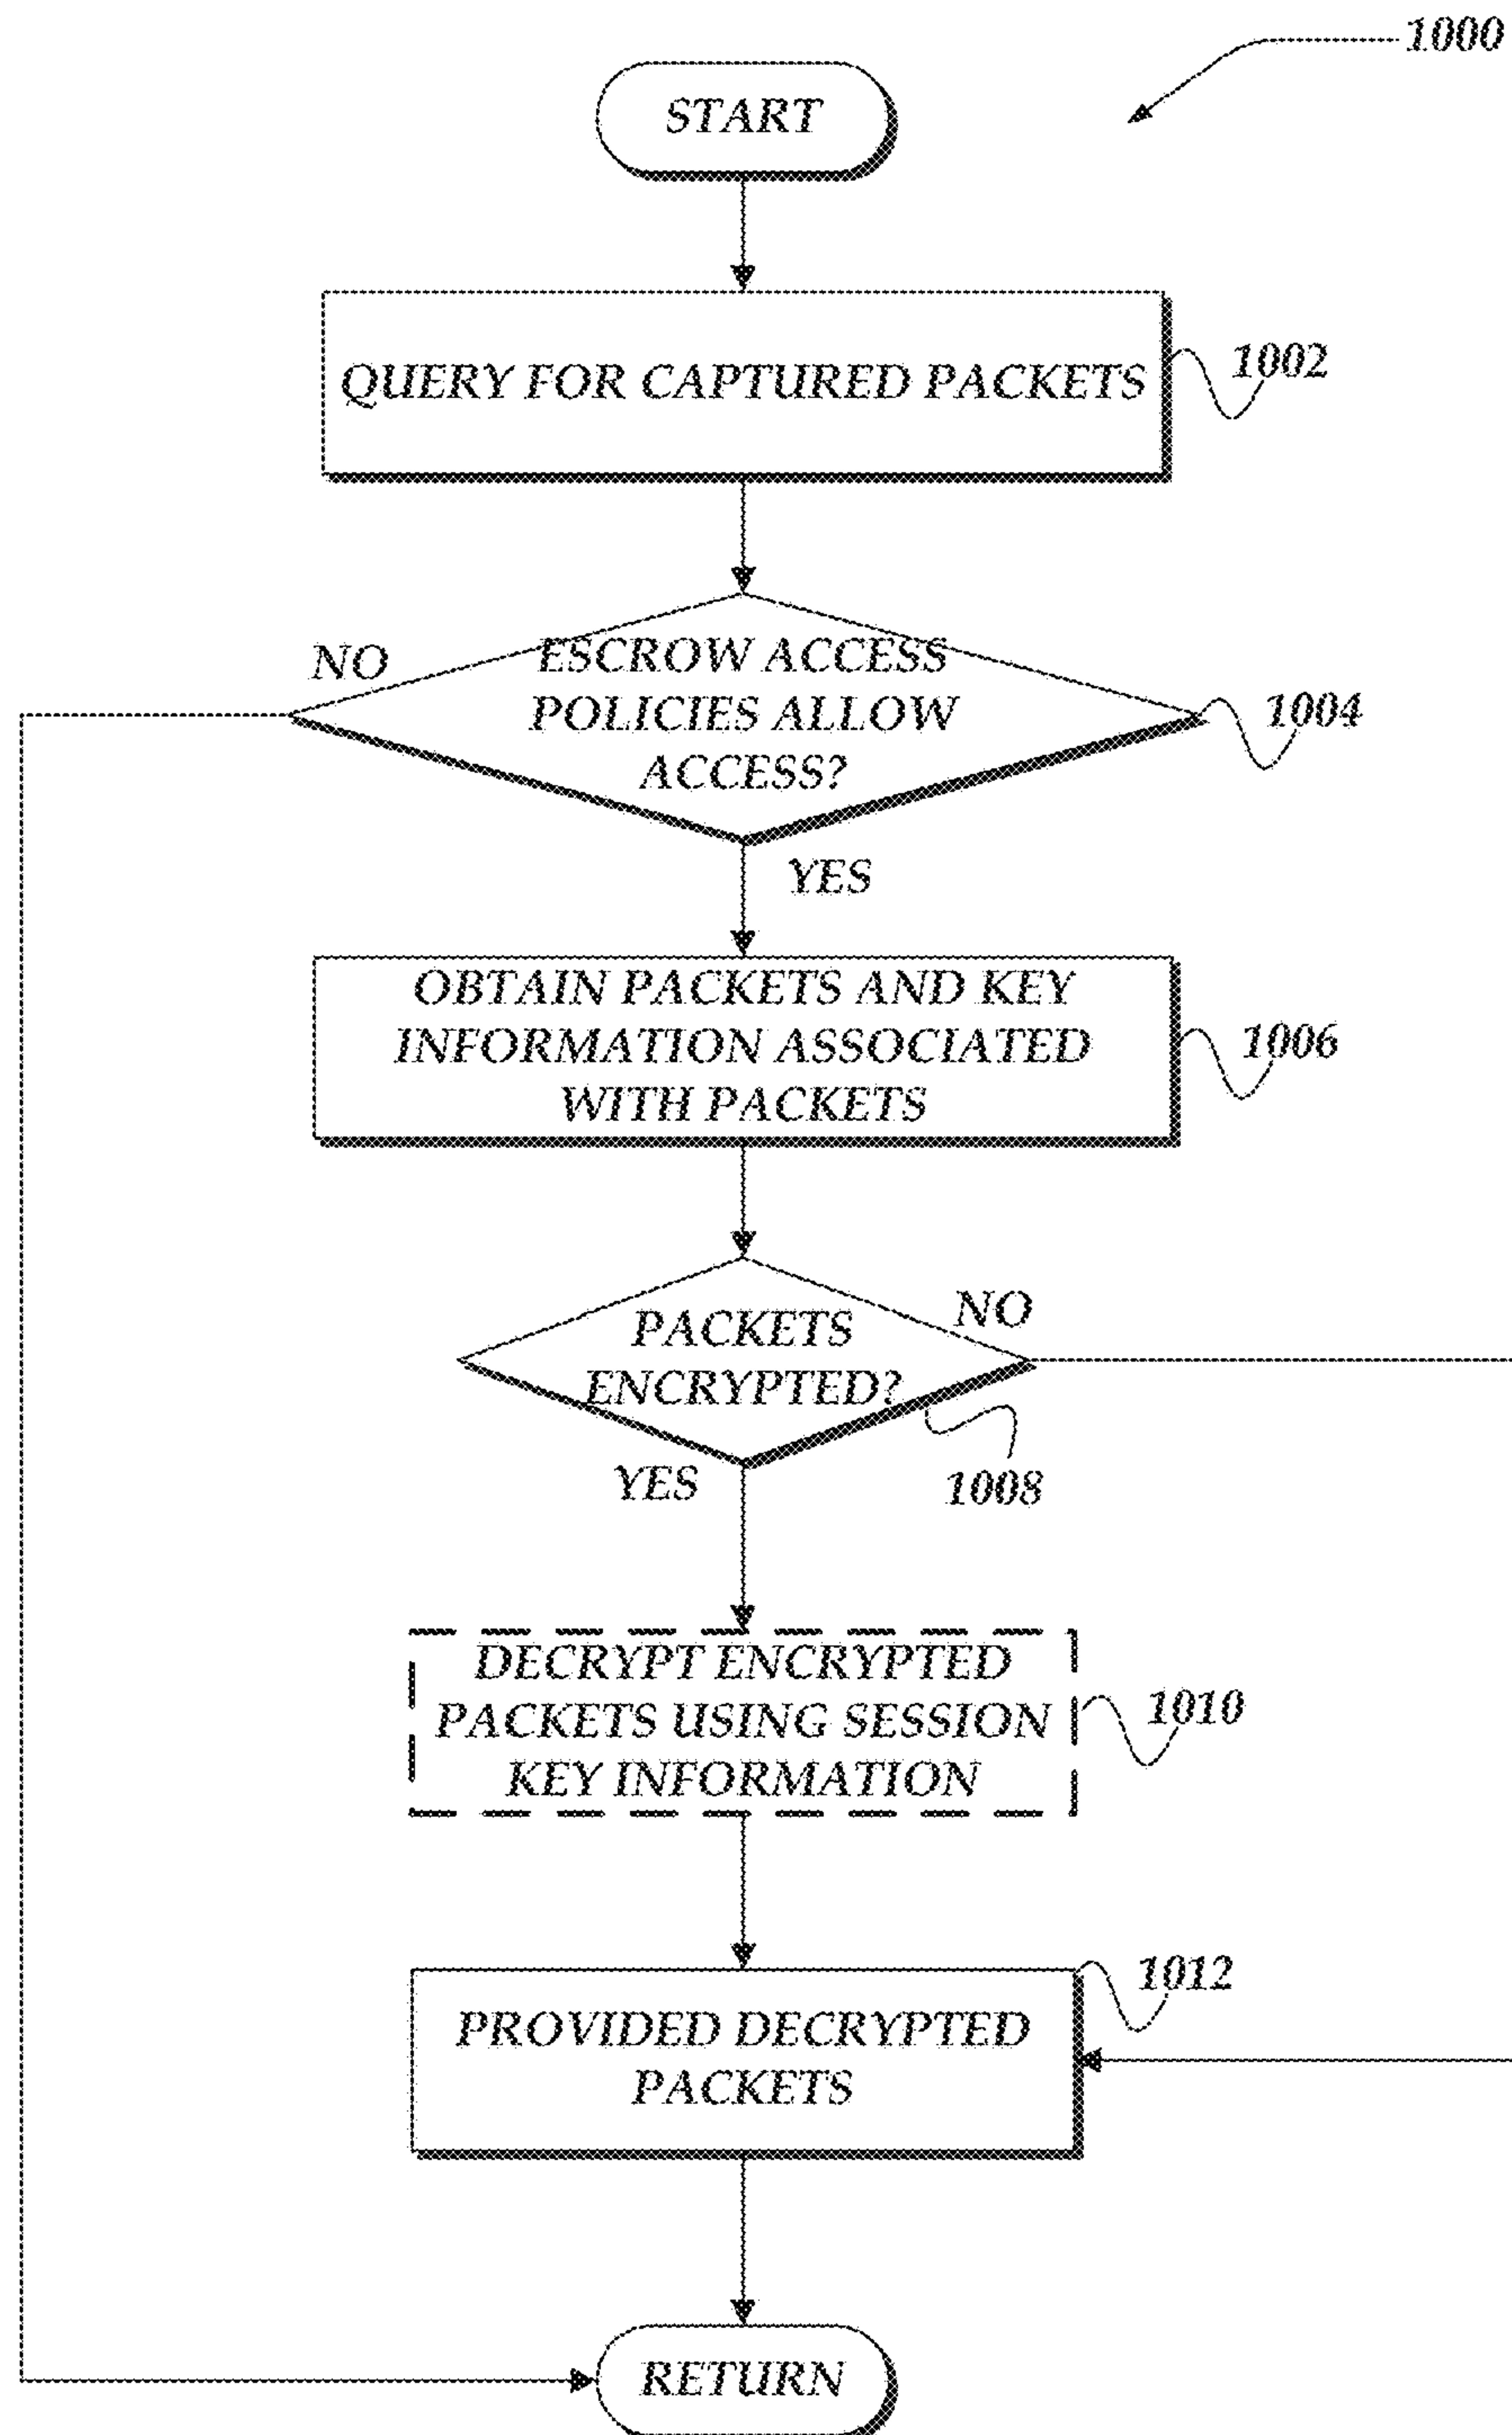 1000
START
QUERY FOR CAPTURED PACKETS
1002
NO
ESCROW ACCESS
POLICIES ALLOW
ACCESS?
1004
YES
OBTAIN PACKETS AND KEY
INFORMATION ASSOCIATED
WITH PACKETS
1006
NO
PACKETS
ENCRYPTED?
YES
1008
DECRYPT ENCRYPTED
PACKETS USING SESSION
KEY INFORMATION
1010
1012
PROVIDED DECRYPTED
PACKETS
RETURN